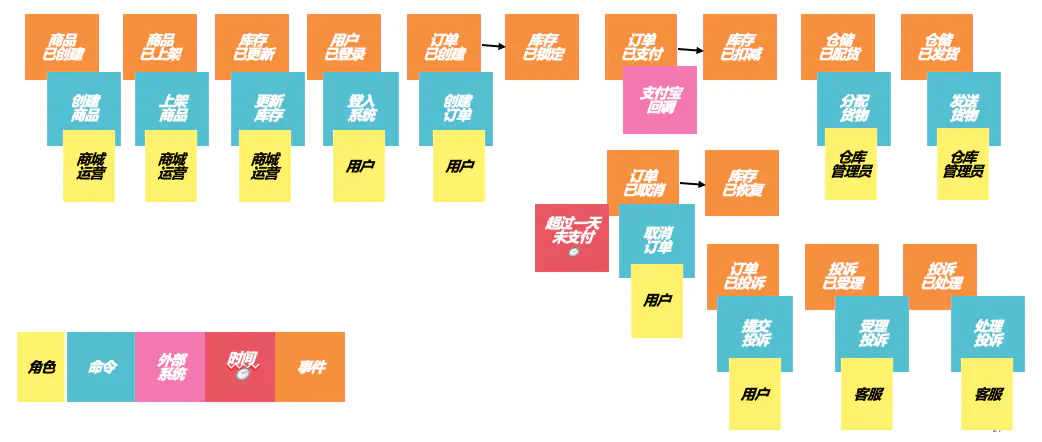 商品
已创建
商品
已上架
库存
已更新
用户
已登录
订单
已创建
库存
已锁定
订单
已支付
库存
已扣减
仓储
已配货
仓储
已发货
创建
商品
上架
商品
更新
库存
登入
系统
创建
订单
支付宝
回调
分配
货物
发送
货物
商城
运营
商城
运营
商城
运营
用户
用户
仓库
管理员
仓库
管理员
订单
已取消
库存
已恢复
超过一天
未支付
取消
订单
用户
订单
已投诉
投诉
已受理
投诉
已处理
提交
投诉
受理
投诉
处理
投诉
用户
客服
客服
角色
命令
外部
系统
时间
事件